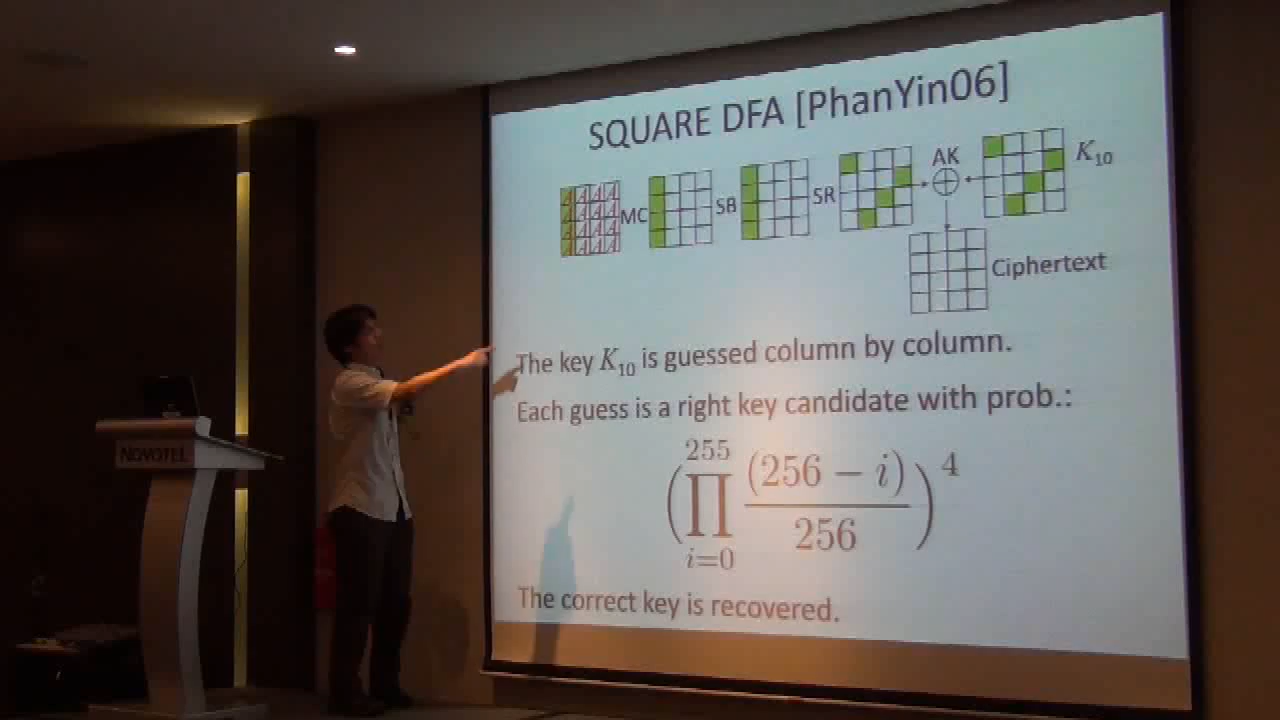 SQUARE DFA [PhanYin06]
A A A A
A A A A
A A A A
A A A A
MC
SB
SR
AK
K10
Ciphertext
The key K10 is guessed column by column.
Each guess is a right key candidate with prob.:
(∏_{i=0}^{255} (256 − i)/256)^4
The correct key is recovered.
NOVOTEL